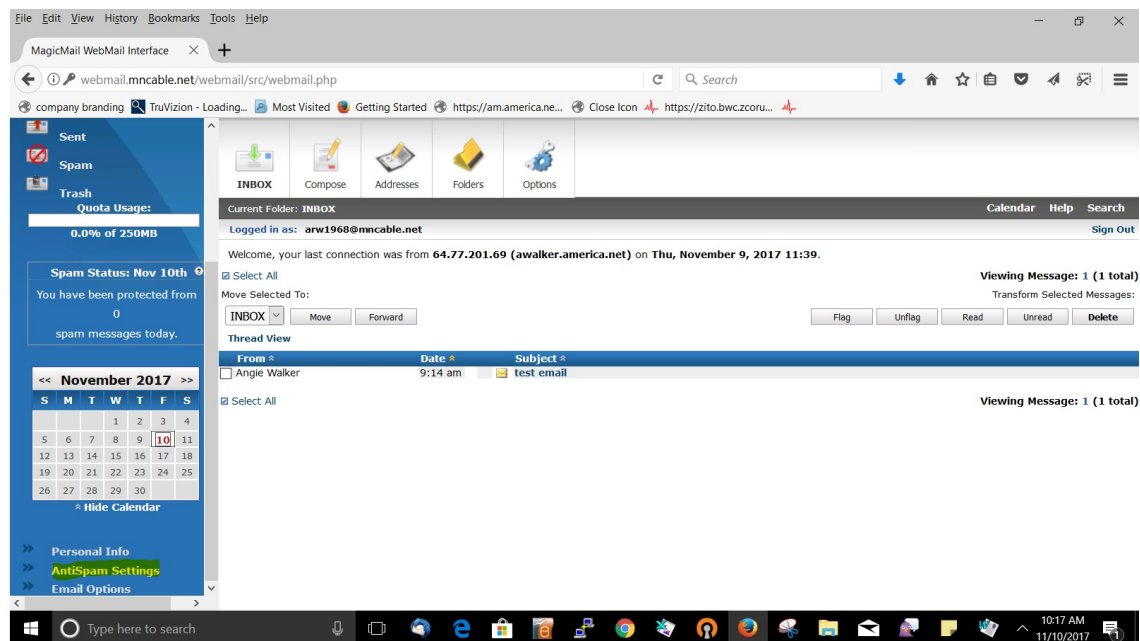 File Edit View History Bookmarks Tools Help
MagicMail WebMail Interface
webmail.mncable.net/webmail/src/webmail.php
Search
company branding TruVizion - Loading... Most Visited Getting Started https://am.america.ne... Close Icon https://zito.bwc.zcoru...
Sent
Spam
Trash
Quota Usage:
0.0% of 250MB
Spam Status: Nov 10th
You have been protected from
0
spam messages today.
<< November 2017 >>
S M T W T F S
1 2 3 4
5 6 7 8 9 10 11
12 13 14 15 16 17 18
19 20 21 22 23 24 25
26 27 28 29 30
Hide Calendar
Personal Info
AntiSpam Settings
Email Options
INBOX Compose Addresses Folders Options
Current Folder: INBOX Calendar Help Search
Logged in as: arw1968@mncable.net Sign Out
Welcome, your last connection was from 64.77.201.69 (awalker.america.net) on Thu, November 9, 2017 11:39.
Select All Viewing Message: 1 (1 total)
Move Selected To: Transform Selected Messages:
INBOX Move Forward Flag Unflag Read Unread Delete
Thread View
From Date Subject
Angie Walker 9:14 am test email
Select All Viewing Message: 1 (1 total)
Type here to search
10:17 AM
11/10/2017
1